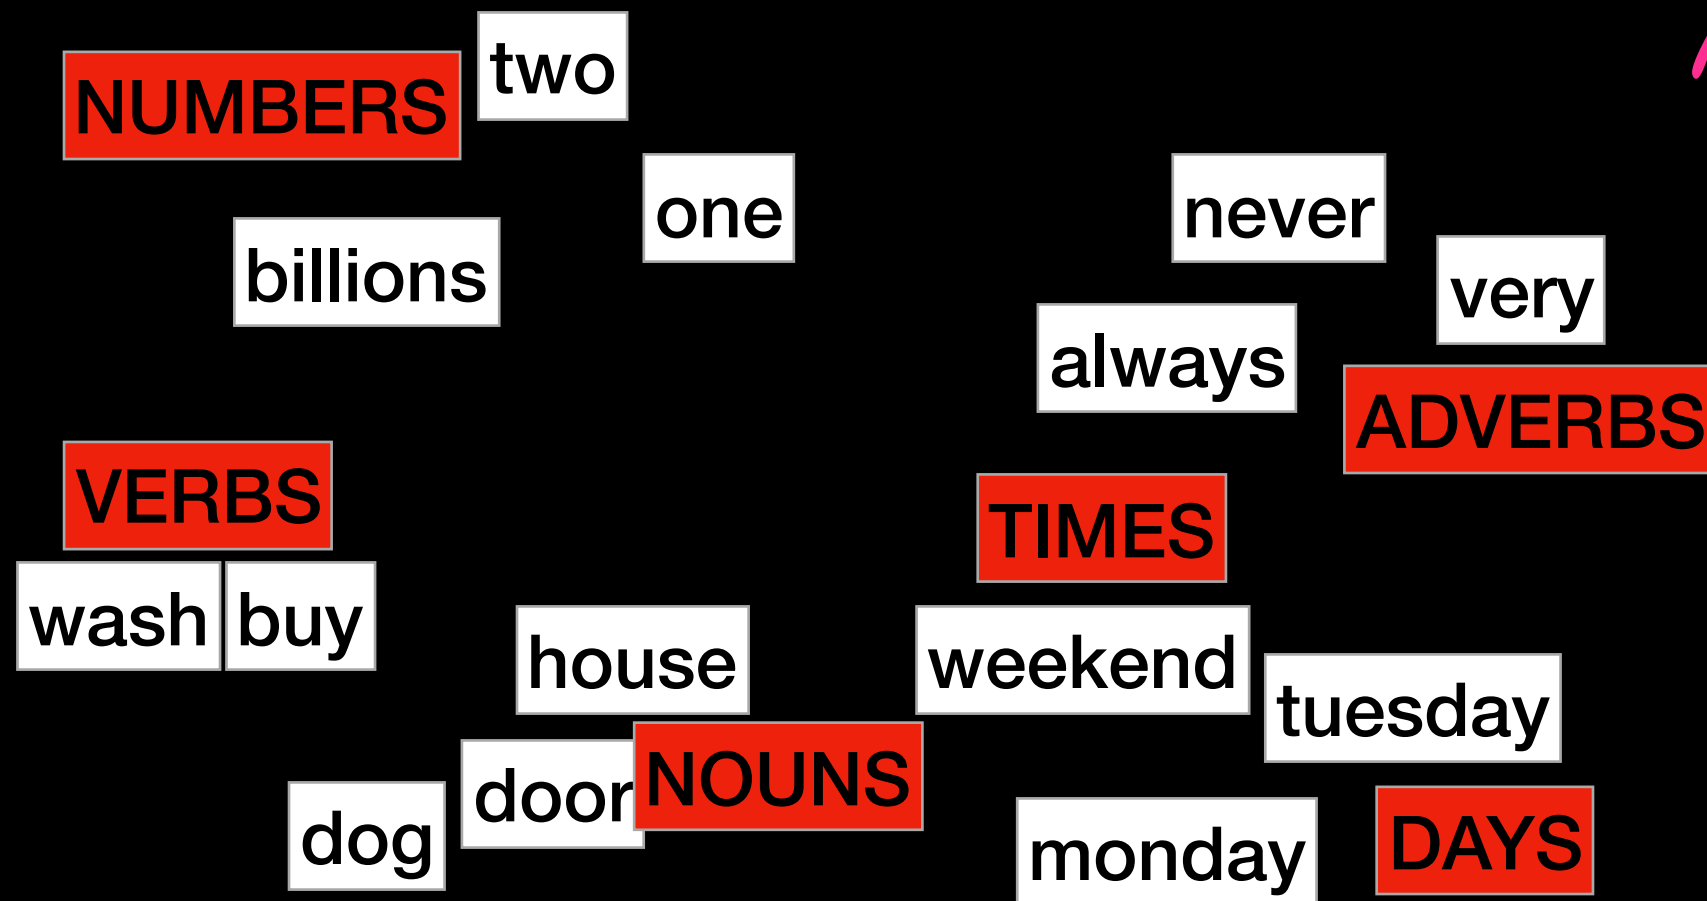 two
NUMBERS
one
never
billions
very
always
ADVERBS
VERBS
TIMES
wash
buy
house
weekend
tuesday
door
NOUNS
dog
monday
DAYS